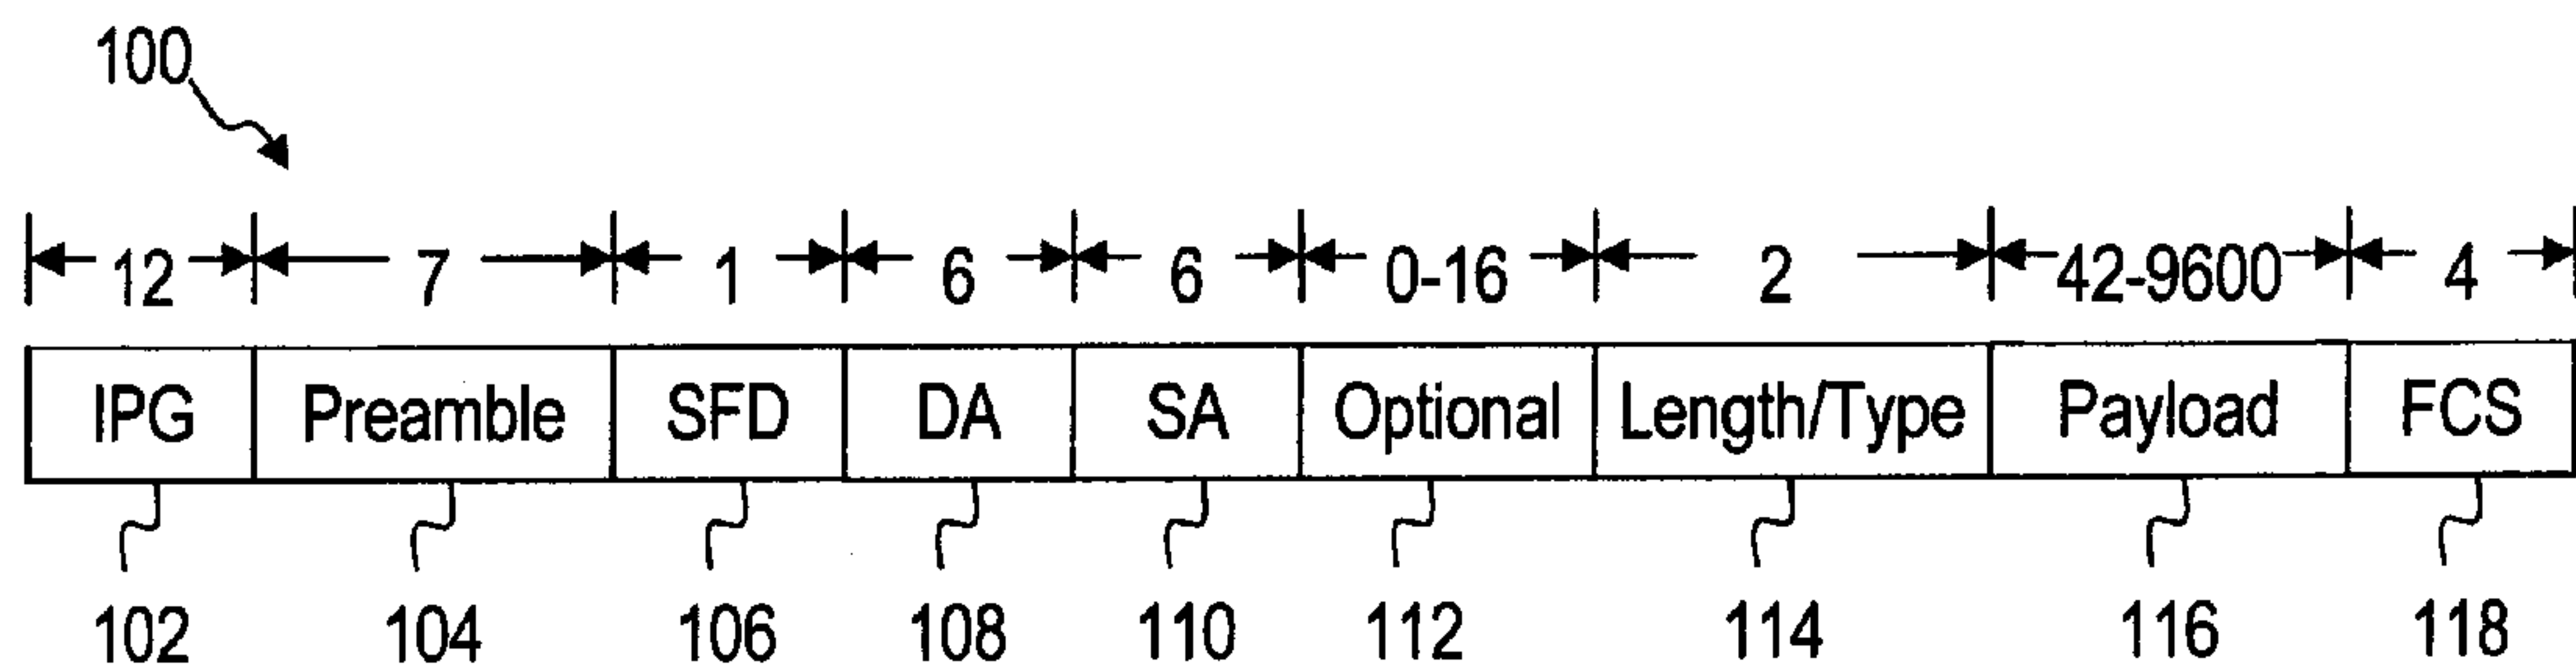 100
12 7 1 6 6 0-16 2 42-9600 4
IPG Preamble SFD DA SA Optional Length/Type Payload FCS
102 104 106 108 110 112 114 116 118